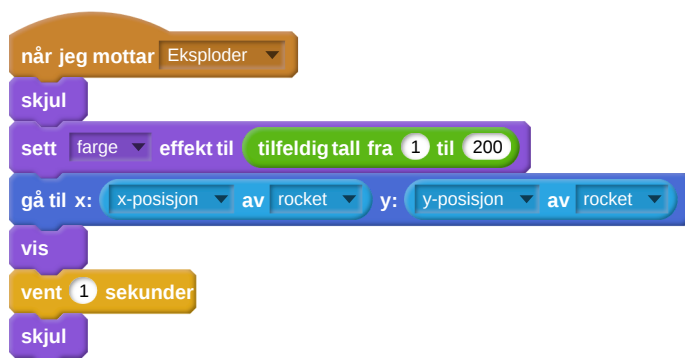 når jeg mottar Eksploder
skjul
sett farge effekt til tilfeldig tall fra 1 til 200
gå til x: x-posisjon av rocket y: y-posisjon av rocket
vis
vent 1 sekunder
skjul